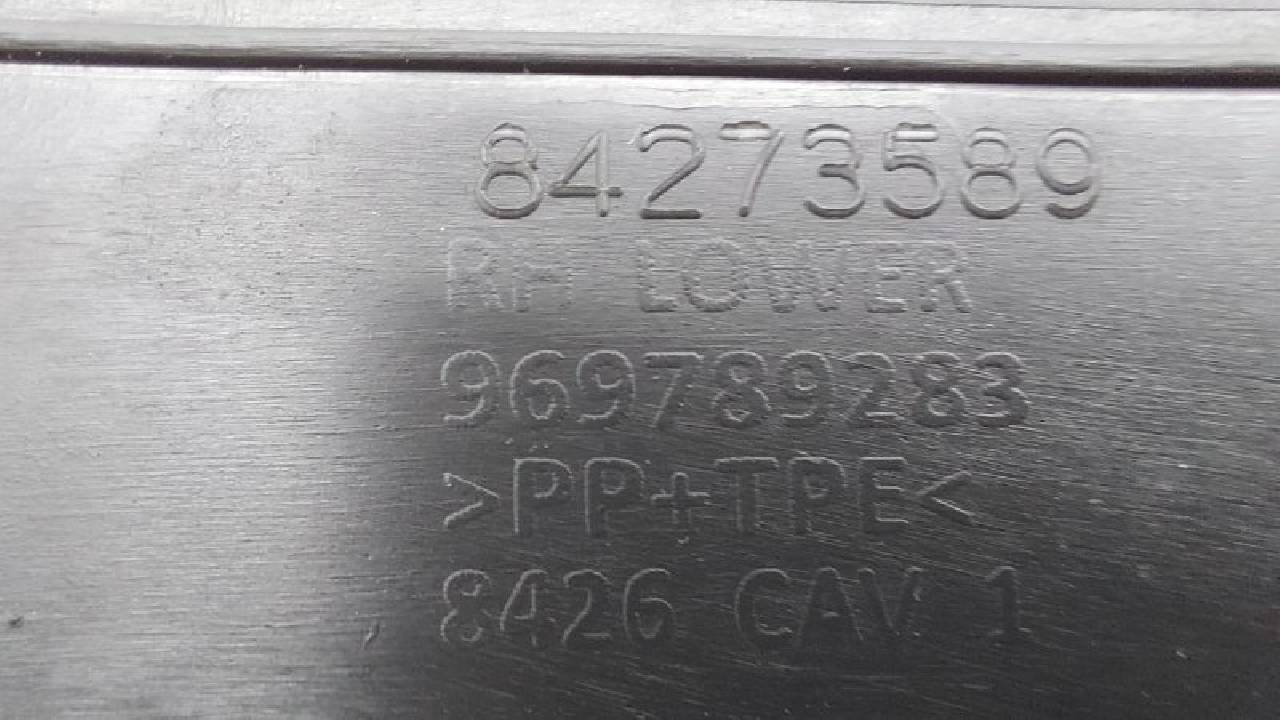 84273589
RH LOWER
969789283
>PP+TPE<
8426 CAV 1